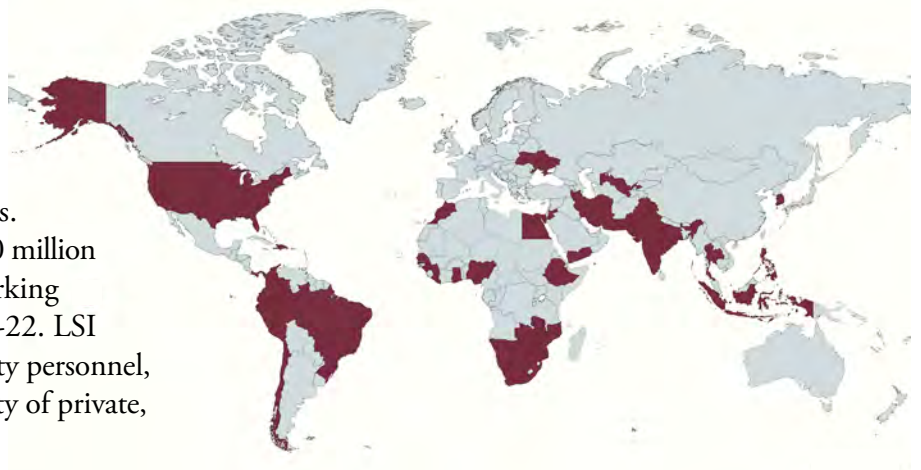 s.
0 million
rking
-22. LSI
ty personnel,
ty of private,